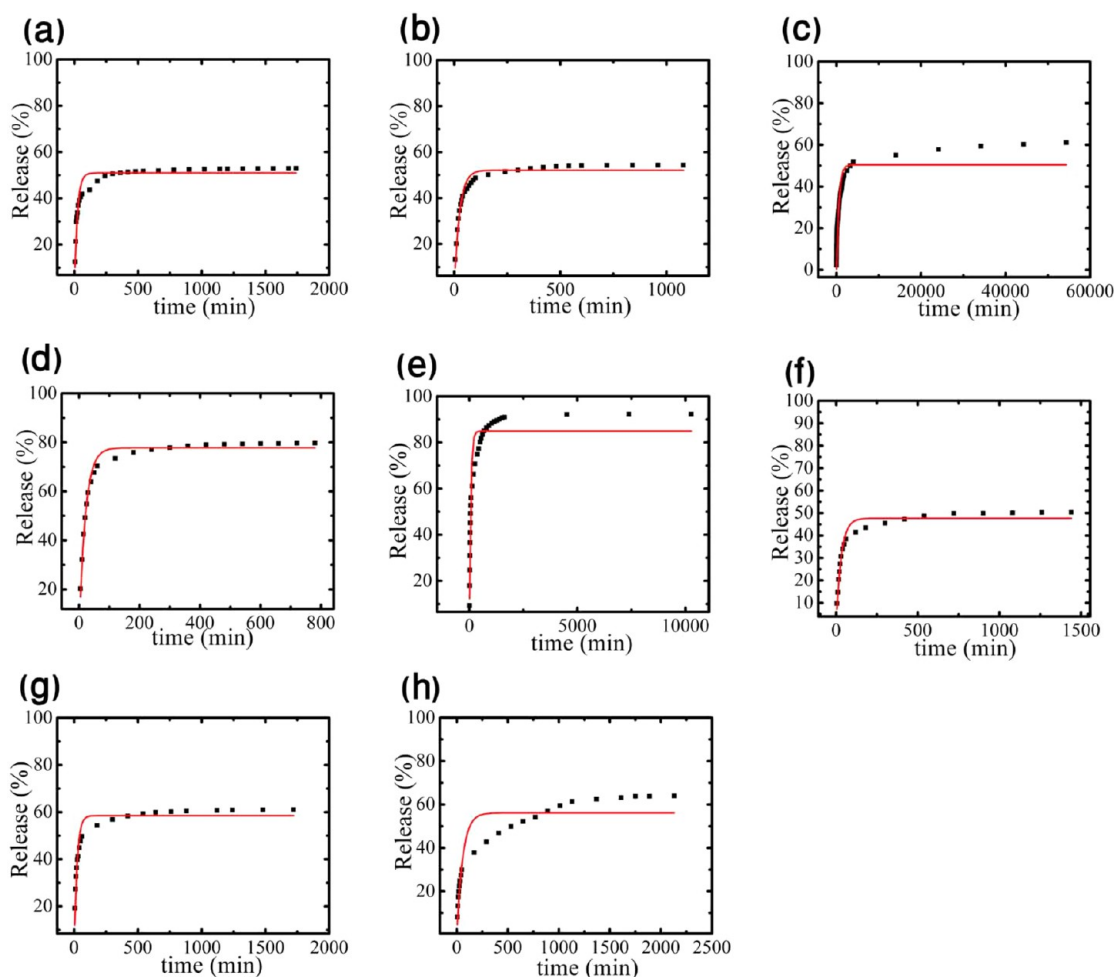 (a)
100
80
60
40
20
Release (%)
0 500 1000 1500 2000
time (min)
(b)
100
80
60
40
20
Release (%)
0 500 1000
time (min)
(c)
100
80
60
40
20
0
Release (%)
0 20000 40000 60000
time (min)
(d)
100
80
60
40
20
Release (%)
0 200 400 600 800
time (min)
(e)
100
80
60
40
20
Release (%)
0 5000 10000
time (min)
(f)
100
90
80
70
60
50
40
30
20
10
Release (%)
0 500 1000 1500
time (min)
(g)
100
80
60
40
20
Release (%)
0 500 1000 1500 2000
time (min)
(h)
100
80
60
40
20
Release (%)
0 500 1000 1500 2000 2500
time (min)